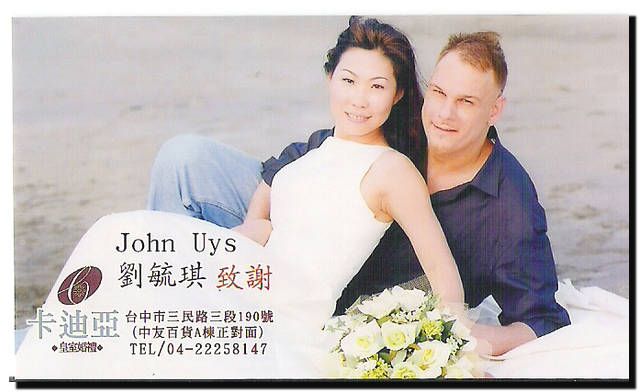 John Uys
劉毓琪 致謝
卡迪亞
皇室婚禮
台中市三民路三段190號
(中友百貨A棟正對面)
TEL/04-22258147